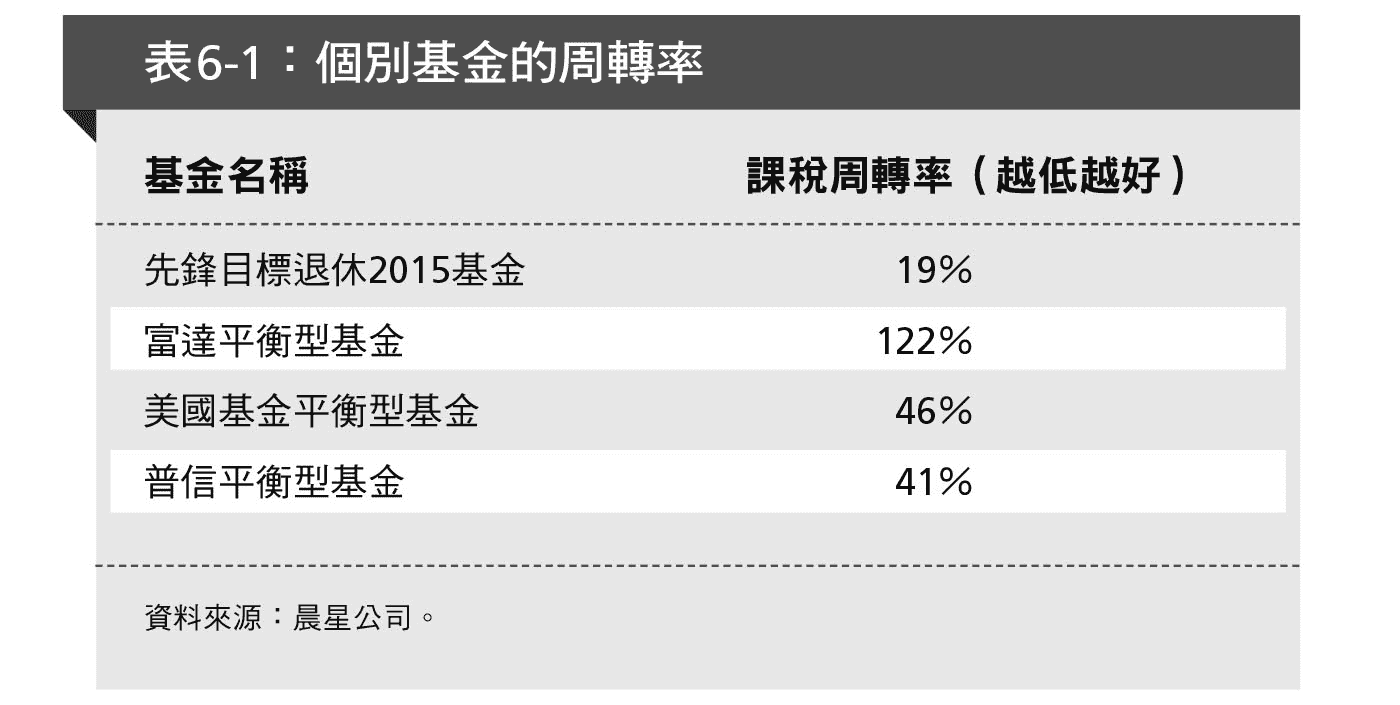 表6-1：個別基金的周轉率
基金名稱 課稅周轉率（越低越好）
先鋒目標退休2015基金 19%
富達平衡型基金 122%
美國基金平衡型基金 46%
普信平衡型基金 41%
資料來源：晨星公司。